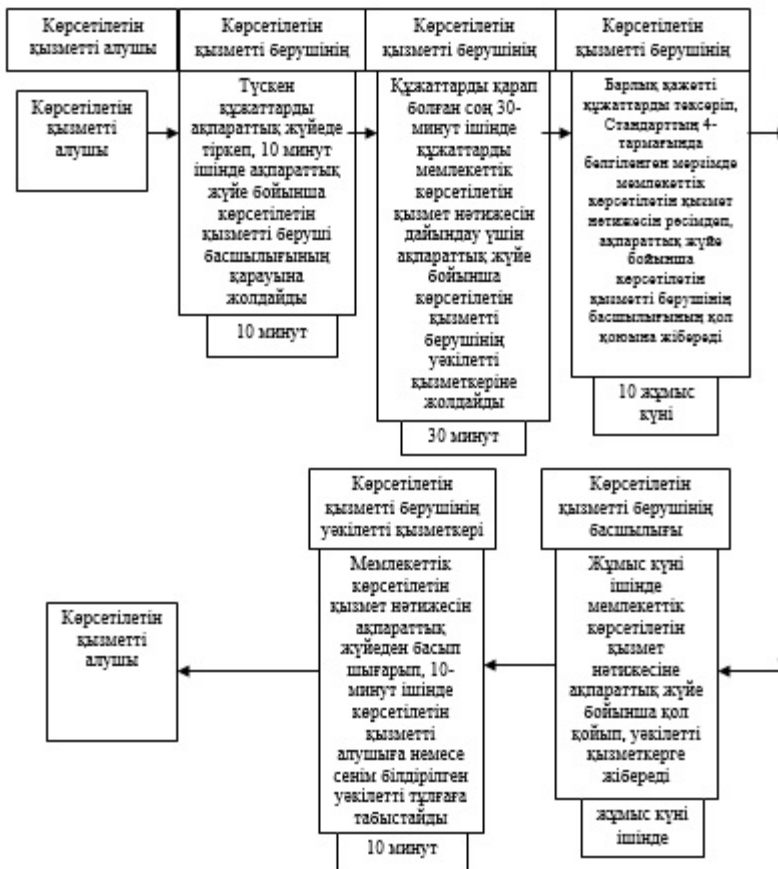 Көрсетілетін
қызметті алушы
Көрсетілетін
қызметті берушінің
Көрсетілетін
қызметті берушінің
Көрсетілетін
қызметті берушінің
Көрсетілетін
қызметті
алушы
Түскен
құжаттарды
ақпараттық жүйеде
тіркеп, 10 минут
ішінде ақпараттық
жүйе бойынша
көрсетілетін
қызметті беруші
басшылығының
қарауына
жолдайды
10 минут
Құжаттарды қарап
болған соң 30-
минут ішінде
құжаттарды
мемлекеттік
көрсетілетін
қызмет нәтижесін
дайындау үшін
ақпараттық жүйе
бойынша
көрсетілетін
қызметті
берушінің
уәкілетті
қызметкеріне
жолдайды
30 минут
Барлық қажетті
құжаттарды тексеріп,
Стандарттың 4-
тармағында
белгіленген мерзімде
мемлекеттік
көрсетілетін қызмет
нәтижесін ресімдеп,
ақпараттық жүйе
бойынша
көрсетілетін
қызметті берушінің
басшылығының қол
қоюына жібереді
10 жұмыс
күні
Көрсетілетін
қызметті берушінің
басшылығы
Жұмыс күні
ішінде
мемлекеттік
көрсетілетін
қызмет
нәтижесіне
ақпараттық жүйе
бойынша қол
қойып, уәкілетті
қызметкерге
жібереді
жұмыс күні
ішінде
Көрсетілетін
қызметті берушінің
уәкілетті қызметкері
Мемлекеттік
көрсетілетін
қызмет нәтижесін
ақпараттық
жүйеден басып
шығарып, 10-
минут ішінде
көрсетілетін
қызметті
алушыға немесе
сенім білдірілген
уәкілетті тұлғаға
табыстайды
10 минут
Көрсетілетін
қызметті
алушы